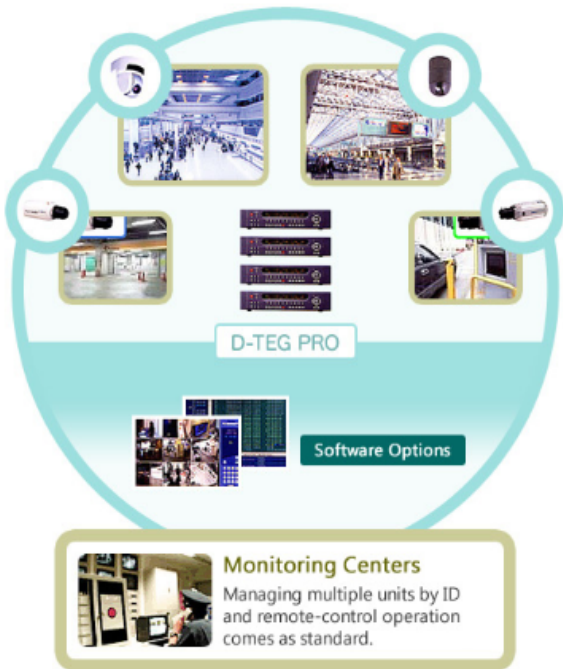 D-TEG PRO
Software Options
Monitoring Centers
Managing multiple units by ID
and remote-control operation
comes as standard.